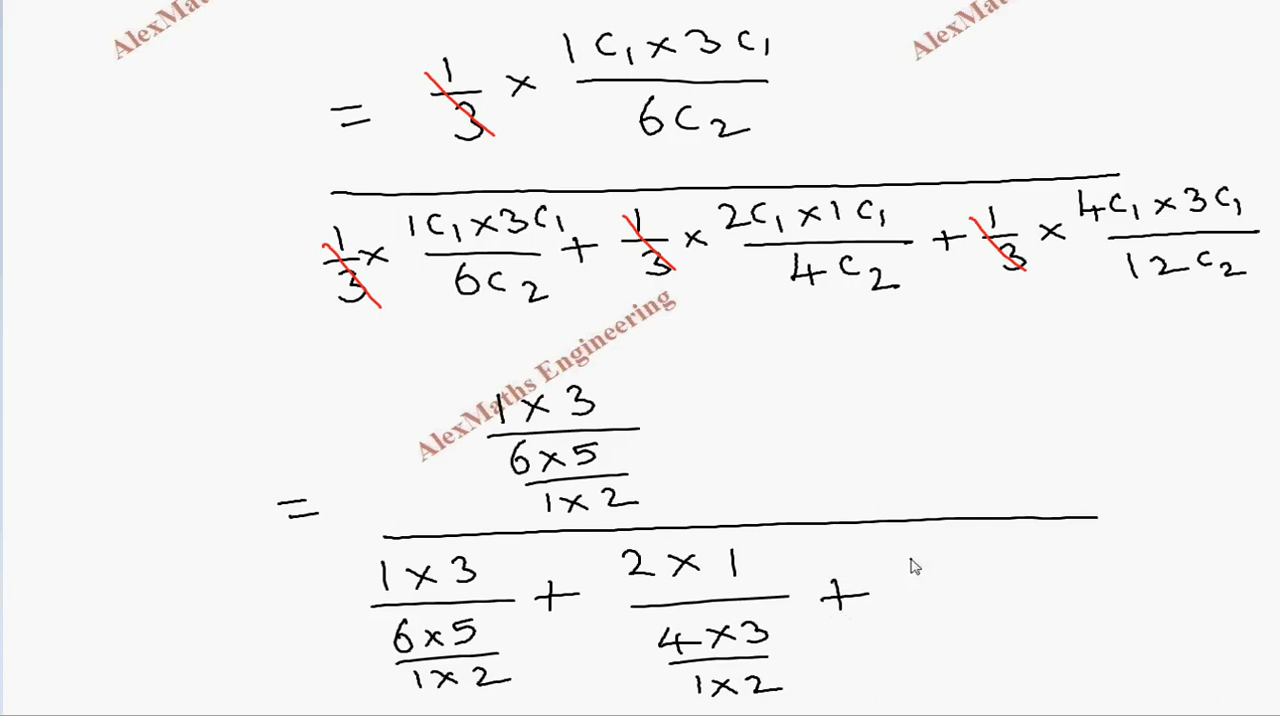 AlexMa
AlexMa
= 1/3 × (1C₁ × 3C₁)/(6C₂)
1/3 × (1C₁ × 3C₁)/(6C₂) + 1/3 × (2C₁ × 1C₁)/(4C₂) + 1/3 × (4C₁ × 3C₁)/(12C₂)
AlexMaths Engineering
= (1 × 3)/((6 × 5)/(1 × 2))
(1 × 3)/((6 × 5)/(1 × 2)) + (2 × 1)/((4 × 3)/(1 × 2)) +